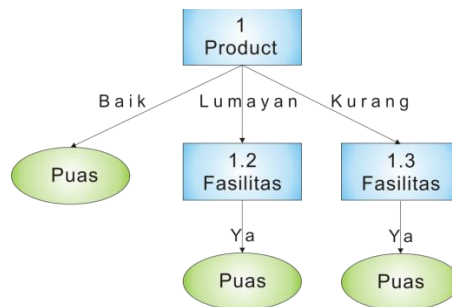 1
Product
Baik Lumayan Kurang
Puas
1.2
Fasilitas
1.3
Fasilitas
Ya Ya
Puas Puas